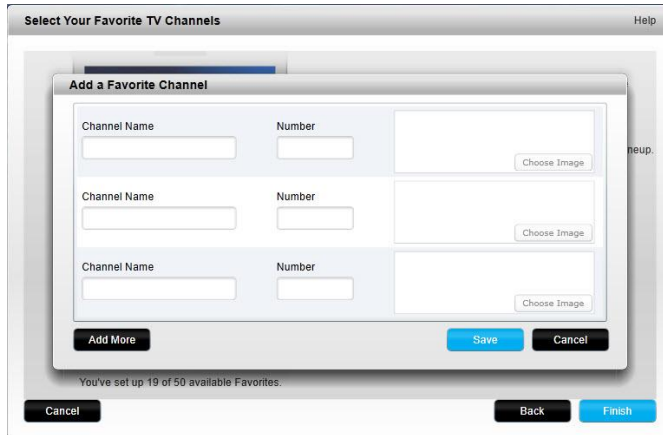 Select Your Favorite TV Channels Help
Add a Favorite Channel
Channel Name Number
Choose Image
neup.
Channel Name Number
Choose Image
Channel Name Number
Choose Image
Add More Save Cancel
You've set up 19 of 50 available Favorites.
Cancel Back Finish